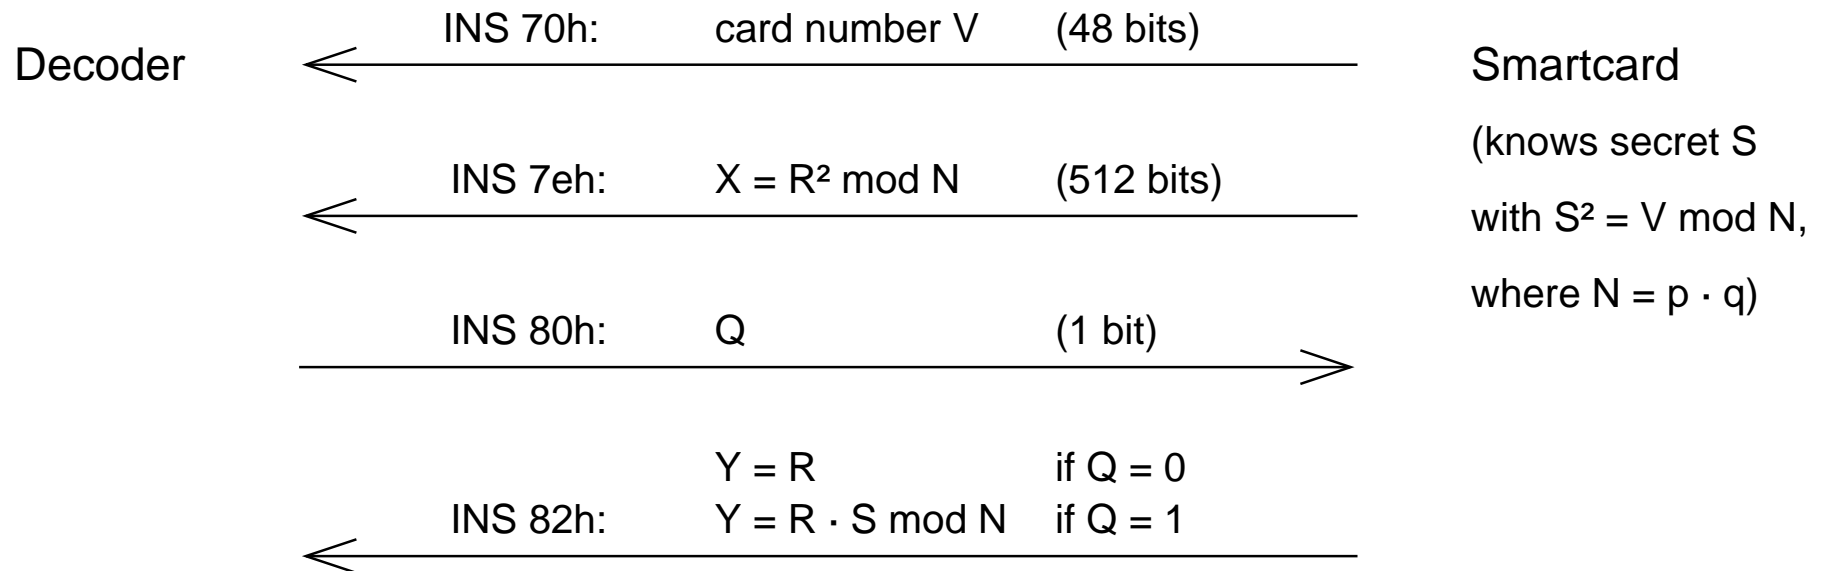 INS 70h: card number V (48 bits)
Decoder
Smartcard
(knows secret S
INS 7eh: X = R² mod N (512 bits)
with S² = V mod N,
where N = p · q)
INS 80h: Q (1 bit)
Y = R if Q = 0
INS 82h: Y = R · S mod N if Q = 1